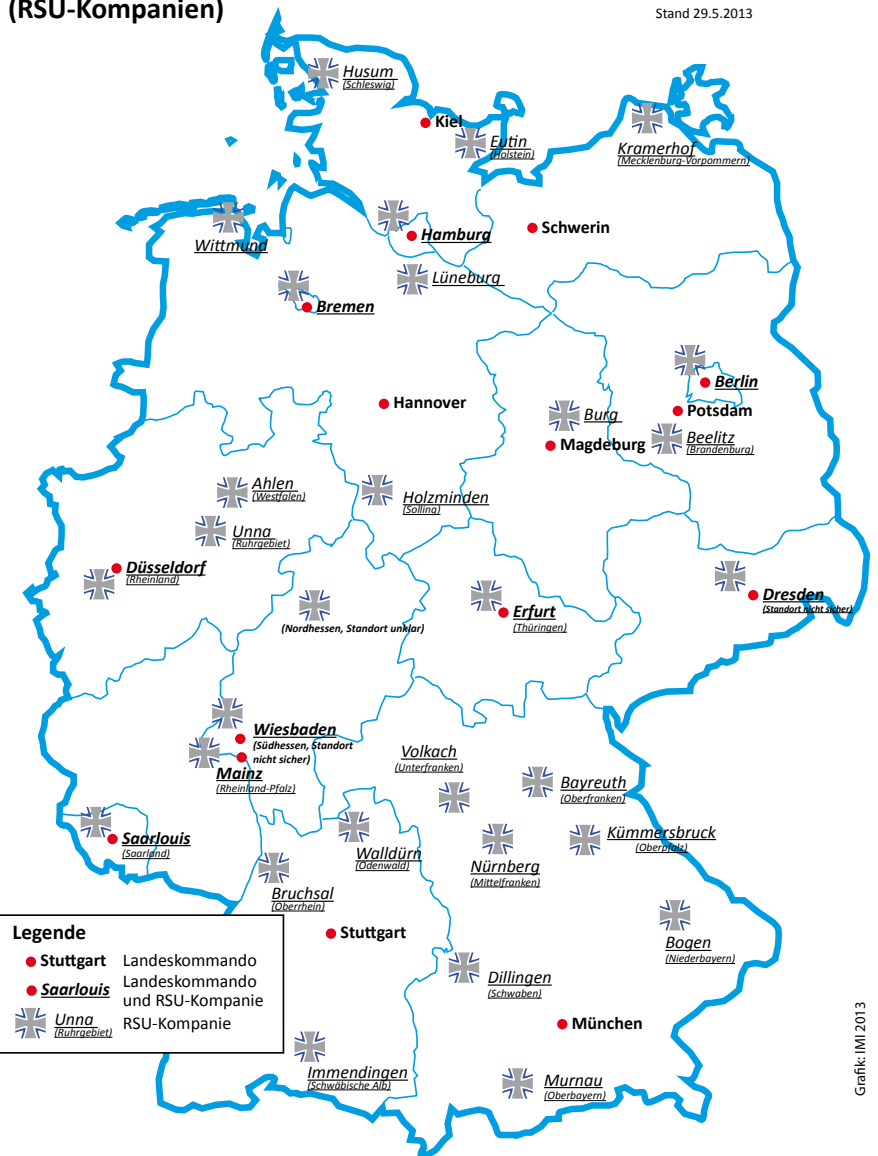 (RSU-Kompanien)
Stand 29.5.2013
Husum
(Schleswig)
Kiel
Eutin
(Holstein)
Kramerhof
(Mecklenburg-Vorpommern)
Wittmund
Hamburg
Schwerin
Lüneburg
Bremen
Berlin
Hannover
Potsdam
Burg
Magdeburg
Beelitz
(Brandenburg)
Ahlen
(Westfalen)
Holzminden
(Solling)
Unna
(Ruhrgebiet)
Düsseldorf
(Rheinland)
Dresden
(Standort nicht sicher)
Erfurt
(Thüringen)
(Nordhessen, Standort unklar)
Wiesbaden
(Südhessen, Standort
nicht sicher)
Mainz
(Rheinland-Pfalz)
Volkach
(Unterfranken)
Bayreuth
(Oberfranken)
Saarlouis
(Saarland)
Walldürn
(Odenwald)
Nürnberg
(Mittelfranken)
Kümmersbruck
(Oberpfalz)
Bruchsal
(Oberrhein)
Stuttgart
Bogen
(Niederbayern)
Dillingen
(Schwaben)
München
Immendingen
(Schwäbische Alb)
Murnau
(Oberbayern)
Legende
Stuttgart Landeskommando
Saarlouis Landeskommando
und RSU-Kompanie
Unna RSU-Kompanie
(Ruhrgebiet)
Grafik: IMI 2013